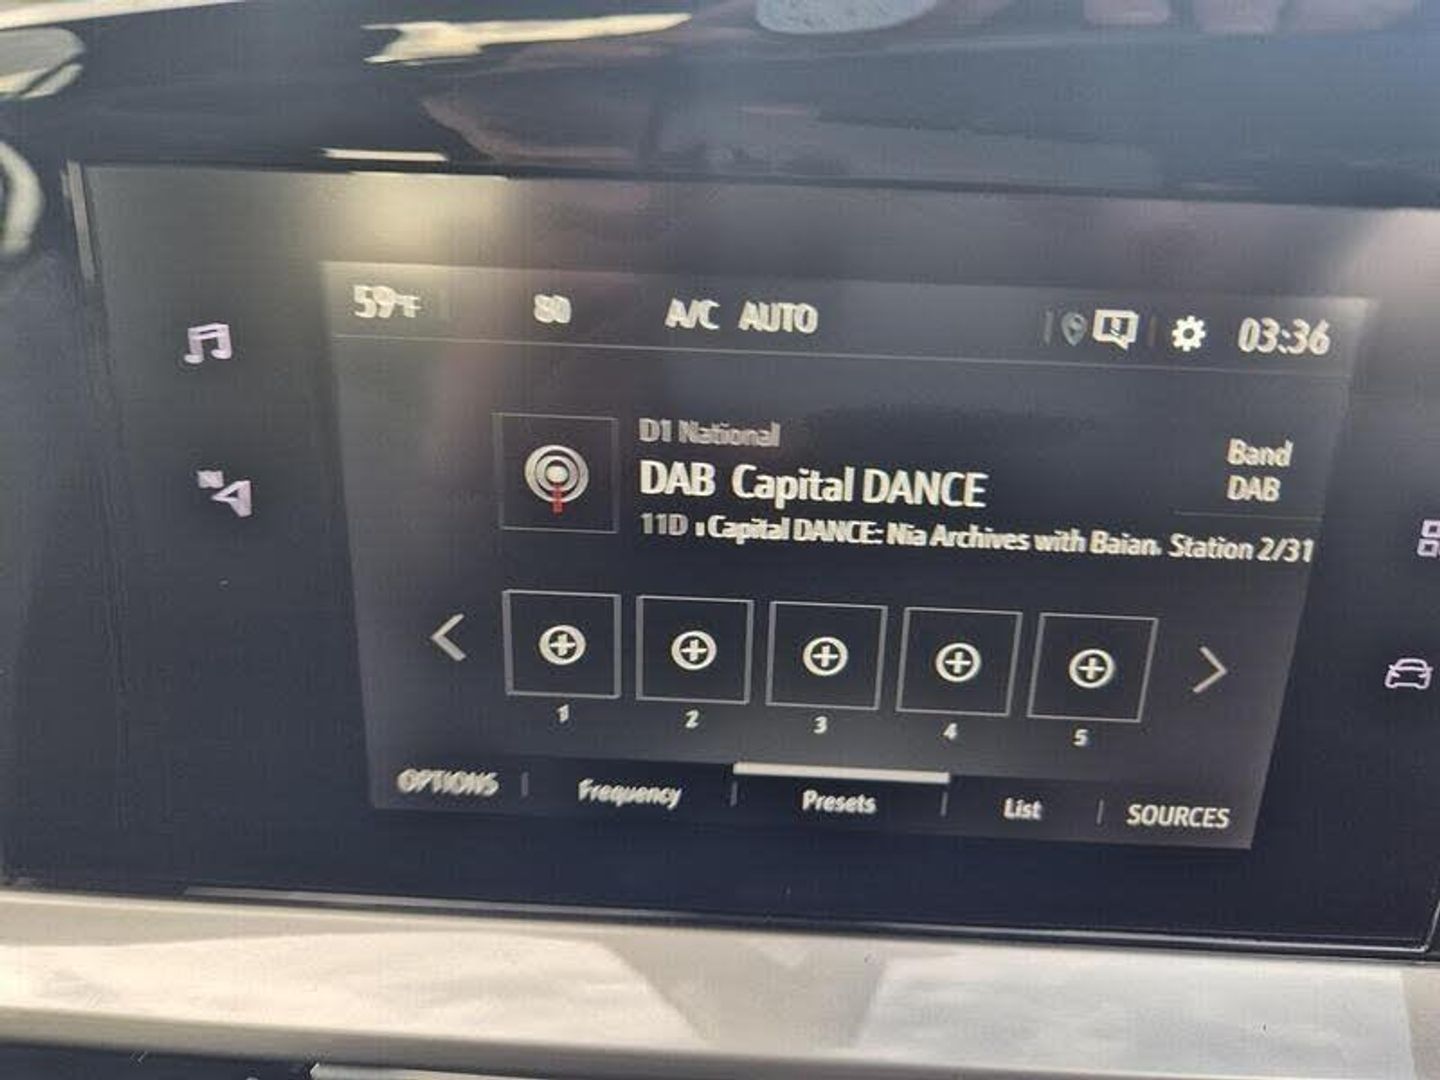 59°F 80 A/C AUTO 03:36
D1 National
DAB Capital DANCE
Band
DAB
11D Capital DANCE: Nia Archives with Baian. Station 2/31
1 2 3 4 5
OPTIONS Frequency Presets List SOURCES